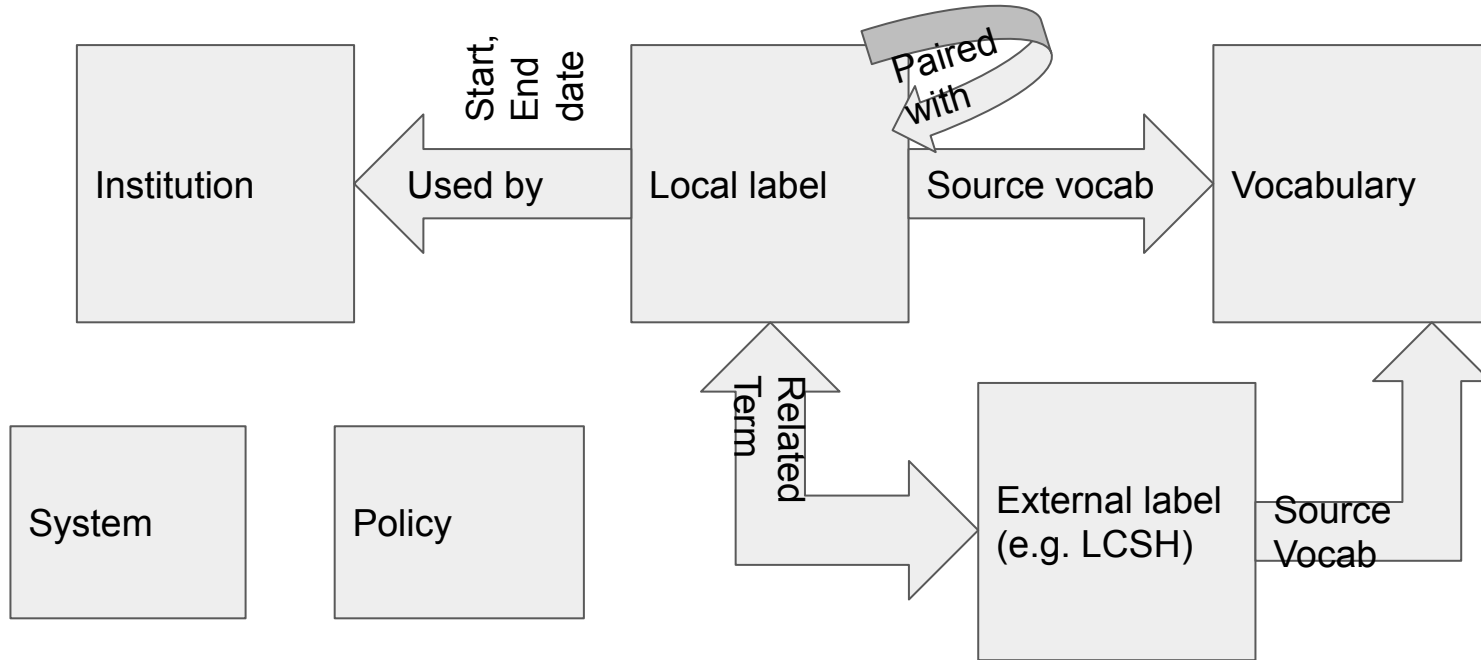 Start,
End
date
Paired
with
Institution
Used by
Local label
Source vocab
Vocabulary
Related
Term
System
Policy
External label
(e.g. LCSH)
Source
Vocab